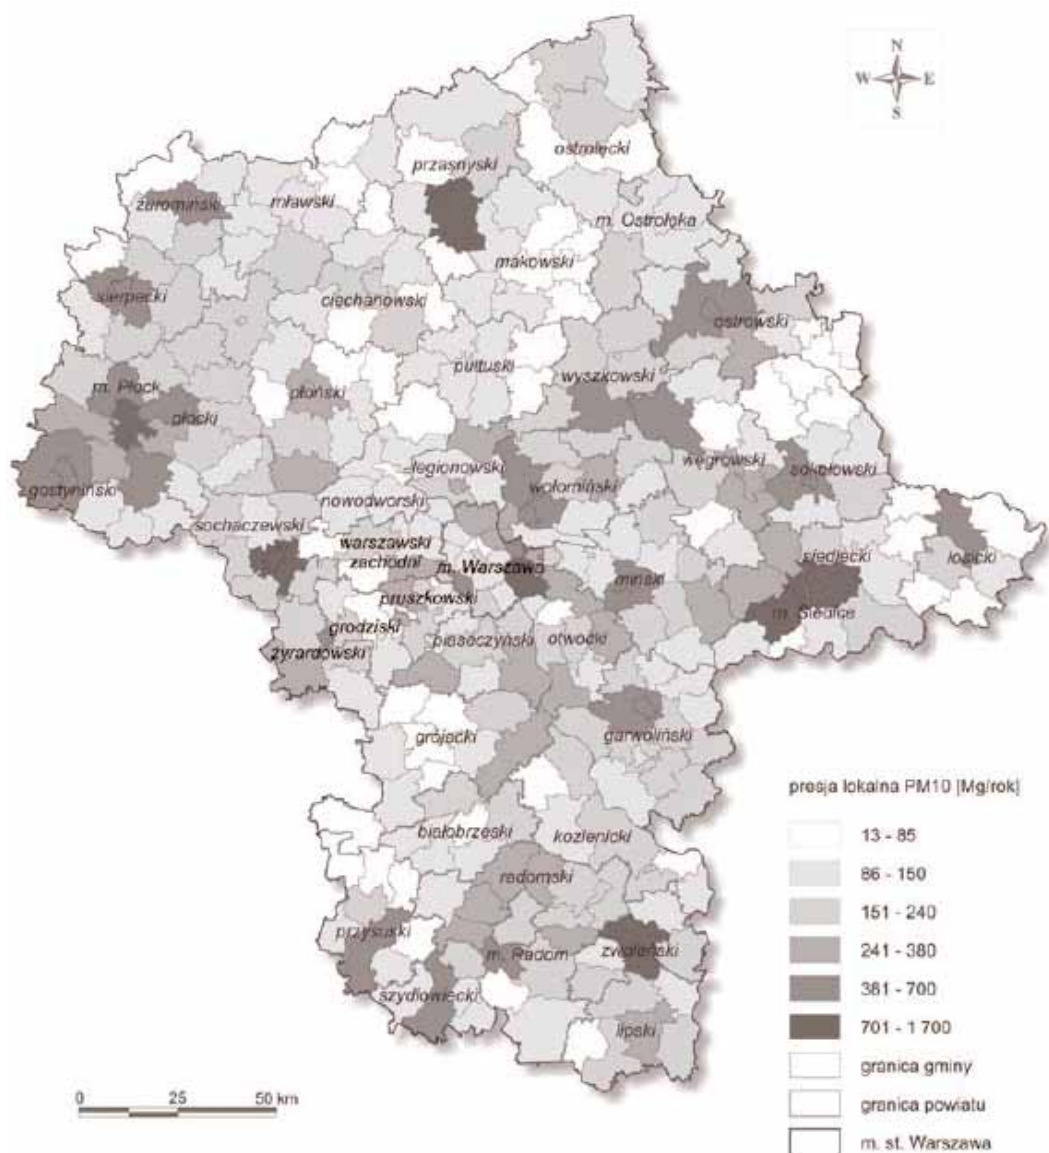 N
W E
S
ostrołęcki
przasnyski
żuromiński
mławski
m. Ostrołęka
makowski
sierpecki
ciechanowski
ostrowski
pułtuski
wyszkowski
m. Płock
płoński
płocki
legionowski
węgrowski
sokołowski
gostyniński
wołomiński
nowodworski
sochaczewski
warszawski
zachodni
siedlecki
łosicki
m. Warszawa
miński
pruszkowski
m. Siedlce
grodziski
piaseczyński
otwocki
żyrardowski
grójecki
garwoliński
presja lokalna PM10 [Mg/rok]
białobrzeski
kozienicki
13 - 85
radomski
86 - 150
151 - 240
przysuski
m. Radom
zwoleński
241 - 380
szydłowiecki
381 - 700
lipski
701 - 1 700
granica gminy
0 25 50 km
granica powiatu
m. st. Warszawa